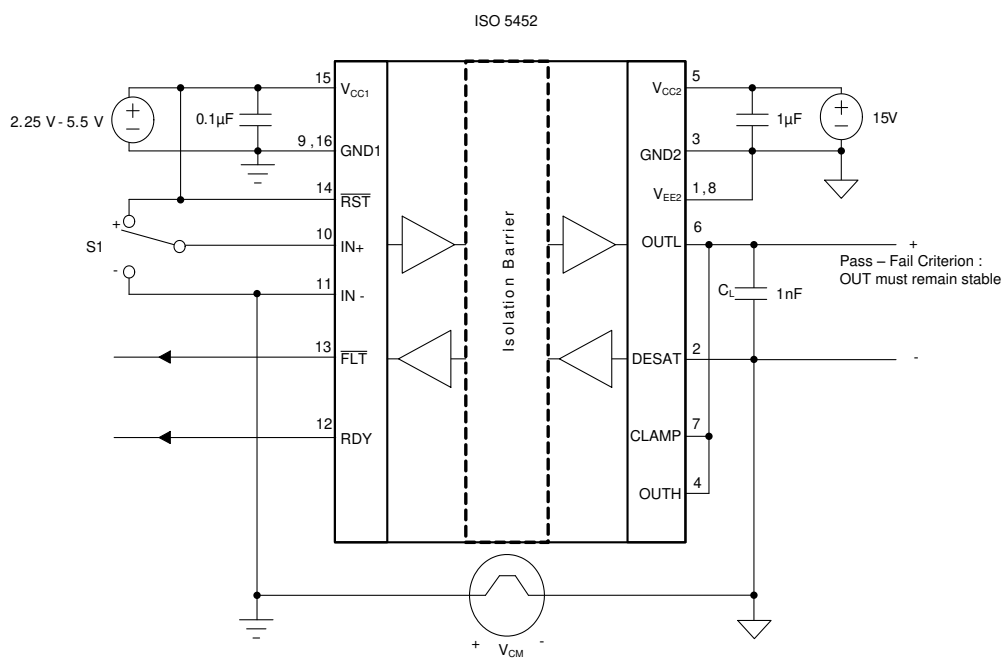 ISO 5452
15
VCC1
2.25 V - 5.5 V
0.1µF
9 ,16
GND1
14
RST
S1
+
-
10
IN+
11
IN -
13
FLT
12
RDY
Isolation Barrier
5
VCC2
1µF
15V
3
GND2
1,8
VEE2
6
OUTL
+
Pass – Fail Criterion :
OUT must remain stable
CL
1nF
DESAT
2
-
7
CLAMP
4
OUTH
+
VCM
-